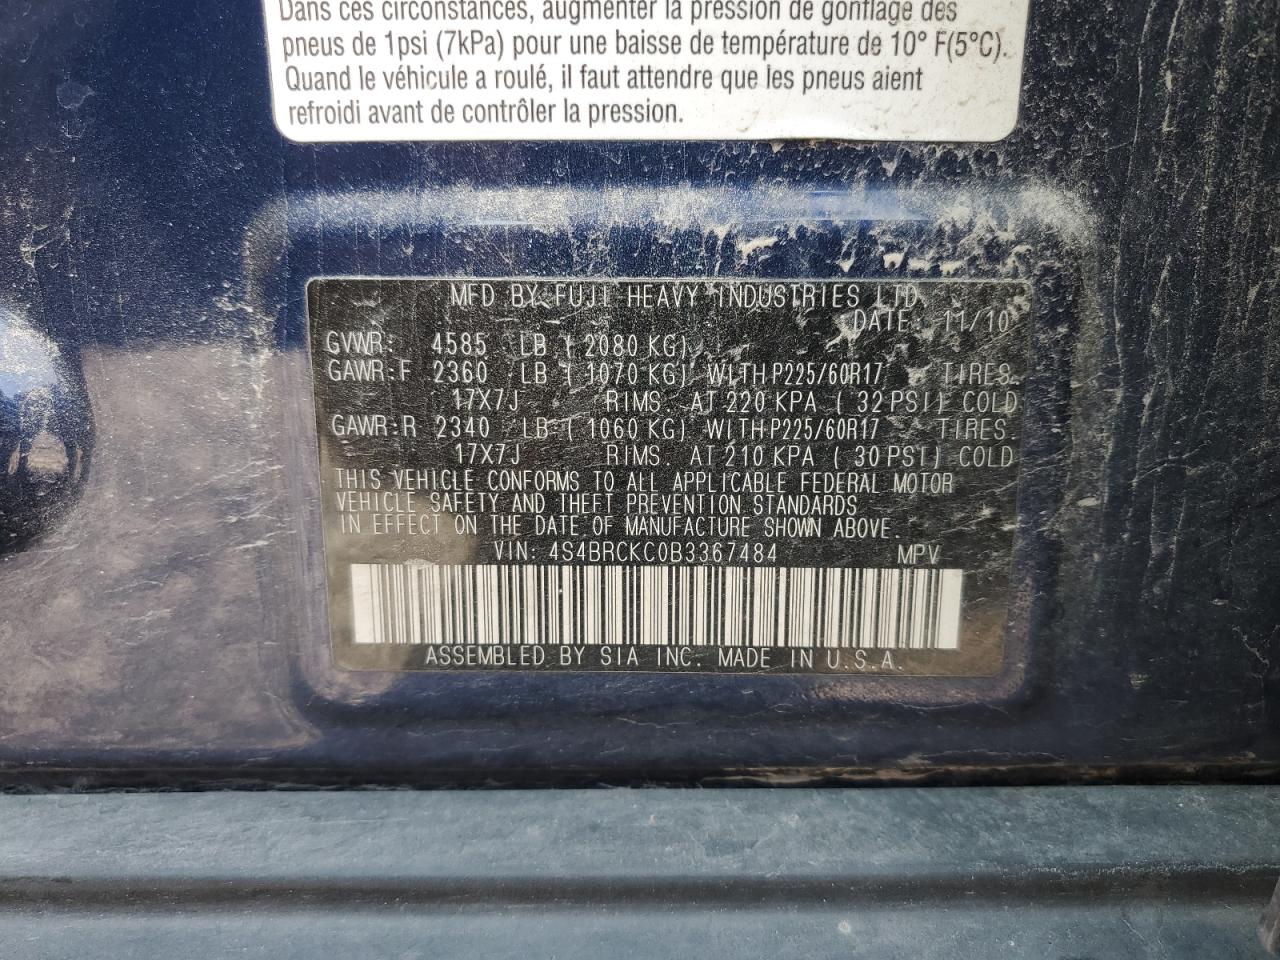 Dans ces circonstances, augmenter la pression de gonflage des
pneus de 1psi (7kPa) pour une baisse de température de 10° F(5°C).
Quand le véhicule a roulé, il faut attendre que les pneus aient
refroidi avant de contrôler la pression.
MFD BY FUJI HEAVY INDUSTRIES LTD.
DATE: 11/10
GVWR: 4585 LB ( 2080 KG)
GAWR:F 2360 LB ( 1070 KG) WITH P225/60R17 TIRES.
17X7J RIMS. AT 220 KPA ( 32 PSI) COLD
GAWR:R 2340 LB ( 1060 KG) WITH P225/60R17 TIRES.
17X7J RIMS. AT 210 KPA ( 30 PSI) COLD
THIS VEHICLE CONFORMS TO ALL APPLICABLE FEDERAL MOTOR
VEHICLE SAFETY AND THEFT PREVENTION STANDARDS
IN EFFECT ON THE DATE OF MANUFACTURE SHOWN ABOVE.
VIN: 4S4BRCKC0B3367484 MPV
ASSEMBLED BY SIA INC. MADE IN U.S.A.